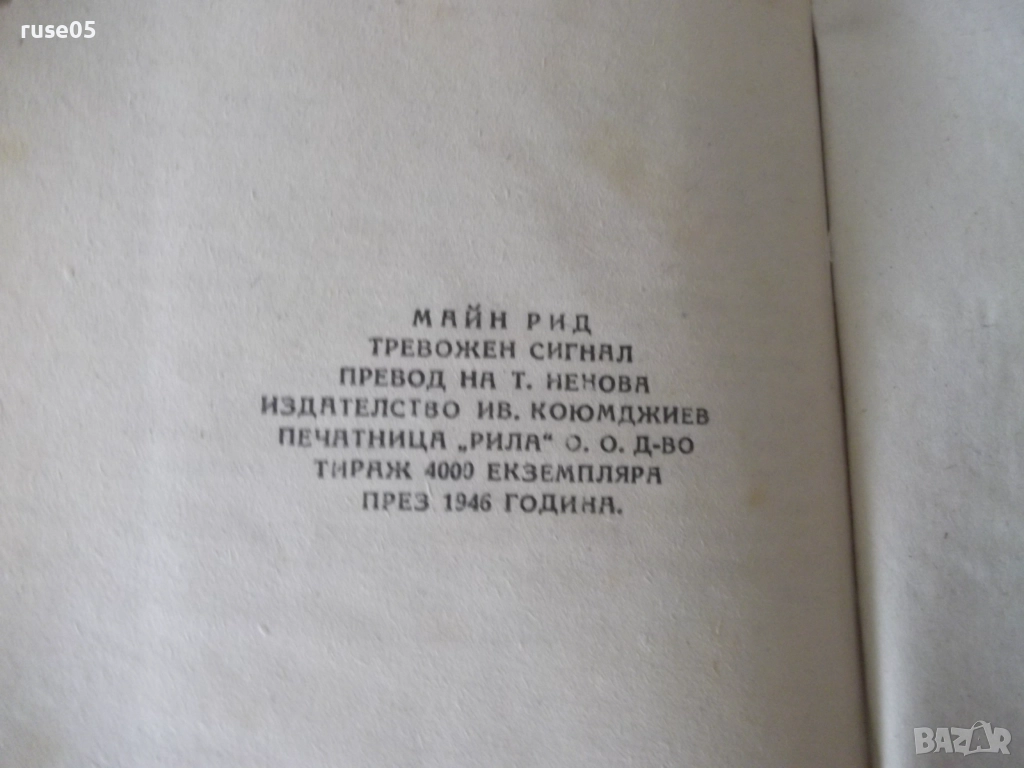 ruse05
МАЙН РИД
ТРЕВОЖЕН СИГНАЛ
ПРЕВОД НА Т. НЕНОВА
ИЗДАТЕЛСТВО ИВ. КОЮМДЖИЕВ
ПЕЧАТНИЦА „РИЛА“ О. О. Д-ВО
ТИРАЖ 4000 ЕКЗЕМПЛЯРА
ПРЕЗ 1946 ГОДИНА.
BAZAR